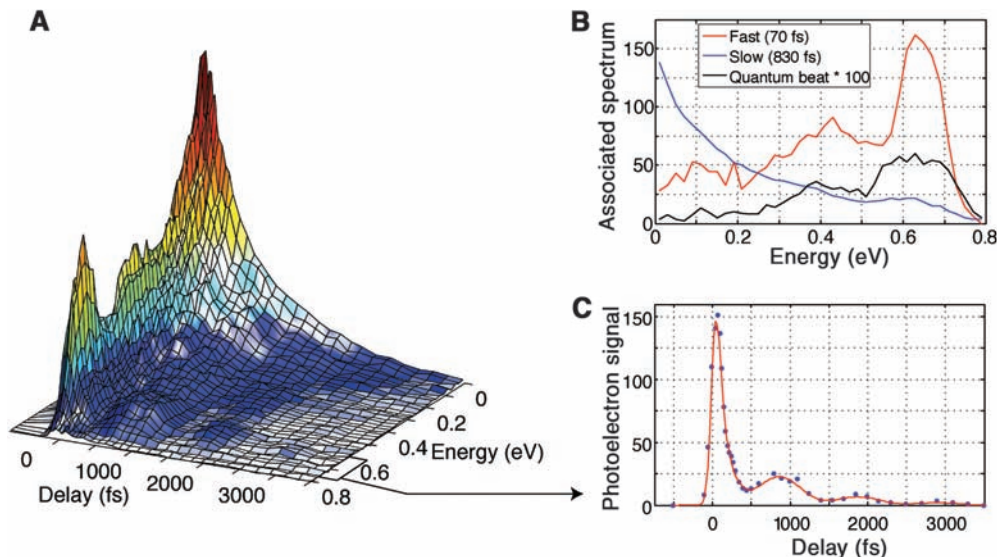 A
0
1000
2000
3000
Delay (fs)
0
0.2
0.4
0.6
0.8
Energy (eV)
B
Fast (70 fs)
Slow (830 fs)
Quantum beat * 100
150
100
50
0
0
0.2
0.4
0.6
0.8
Associated spectrum
Energy (eV)
C
150
100
50
0
0
1000
2000
3000
Photoelectron signal
Delay (fs)